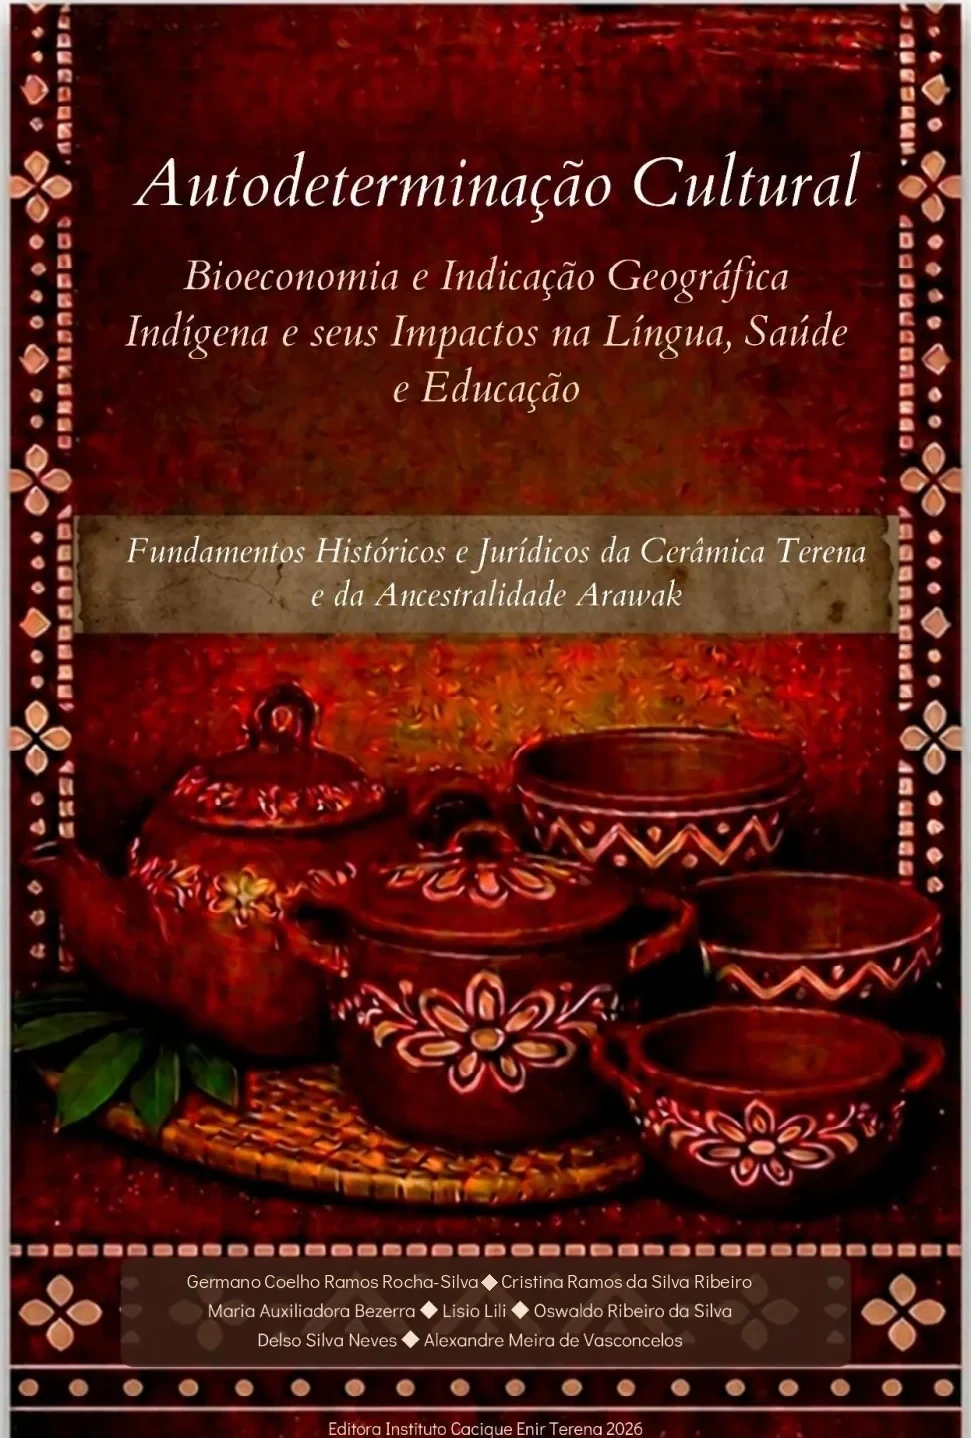 Autodeterminação Cultural
Bioeconomia e Indicação Geográfica
Indígena e seus Impactos na Língua, Saúde
e Educação
Fundamentos Históricos e Jurídicos da Cerâmica Terena
e da Ancestralidade Arawak
Germano Coelho Ramos Rocha-Silva◆Cristina Ramos da Silva Ribeiro
Maria Auxiliadora Bezerra ◆ Lisio Lili ◆ Oswaldo Ribeiro da Silva
Delso Silva Neves ◆ Alexandre Meira de Vasconcelos
Editora Instituto Cacique Enir Terena 2026